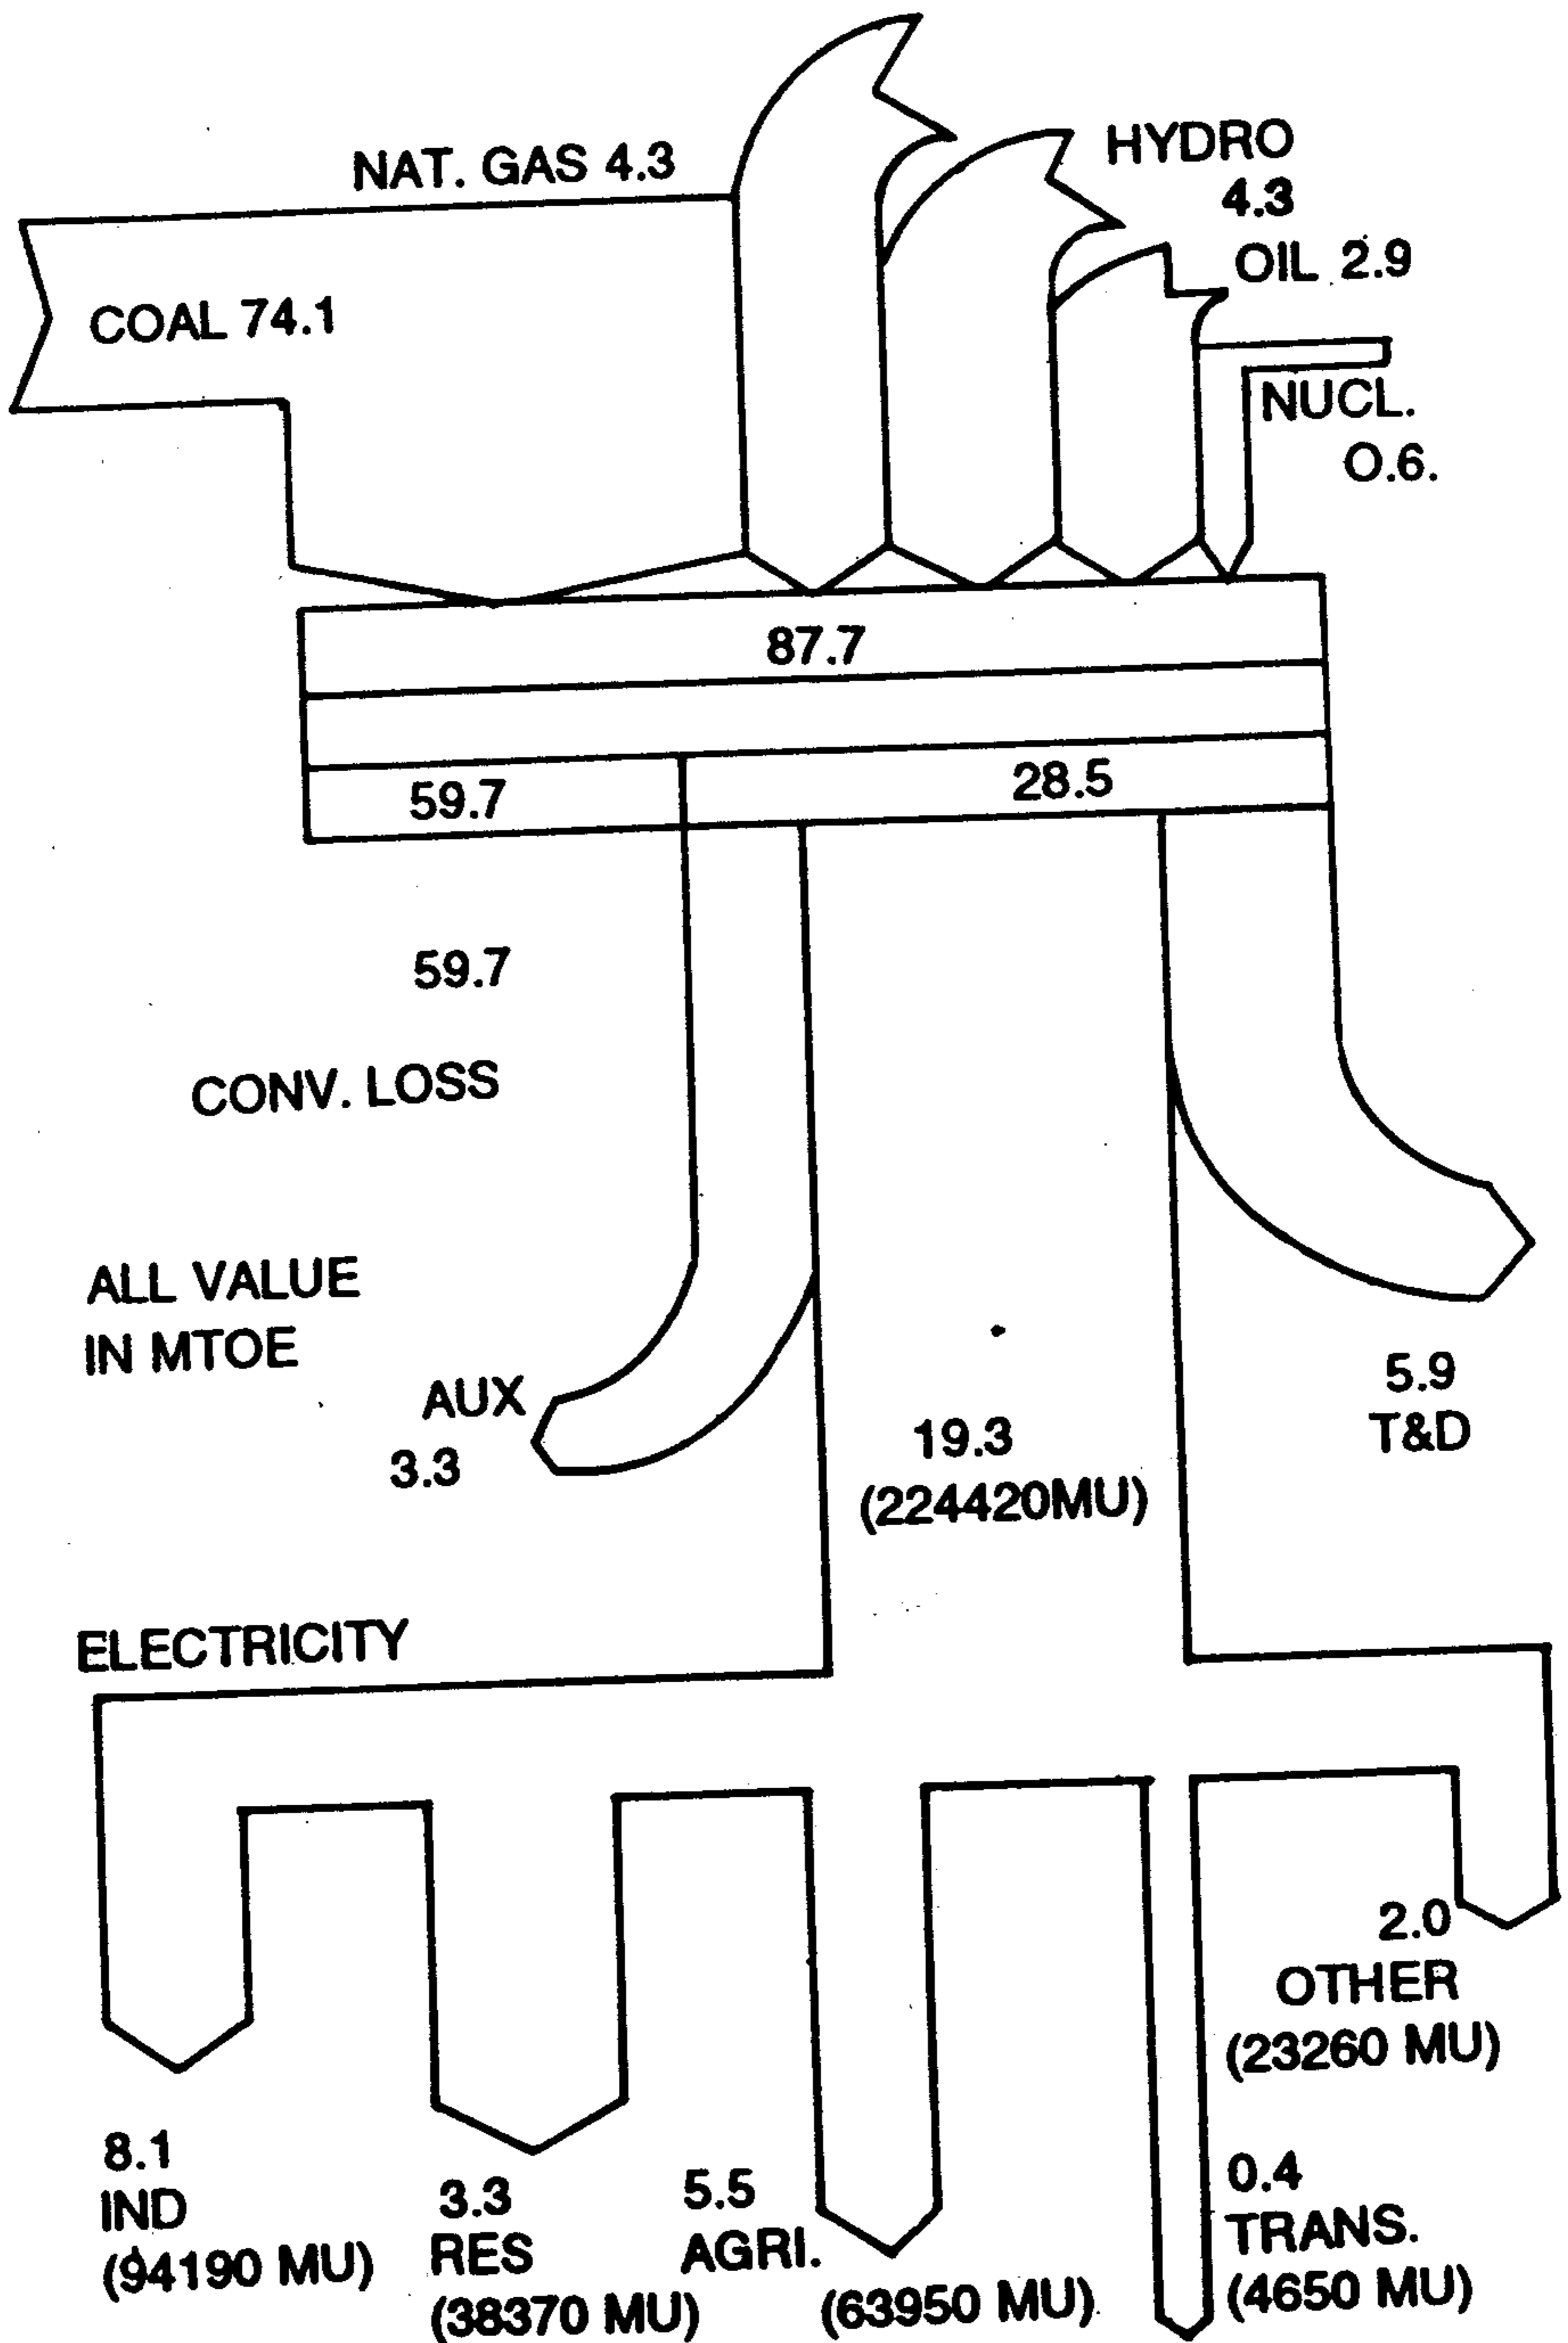 NAT. GAS 4.3
HYDRO
4.3
OIL 2.9
COAL 74.1
NUCL.
O.6.
87.7
59.7
28.5
59.7
CONV. LOSS
ALL VALUE
IN MTOE
AUX
3.3
19.3
(224420MU)
5.9
T&D
ELECTRICITY
2.0
OTHER
(23260 MU)
8.1
IND
(94190 MU)
3.3
RES
(38370 MU)
5.5
AGRI.
(63950 MU)
0.4
TRANS.
(4650 MU)